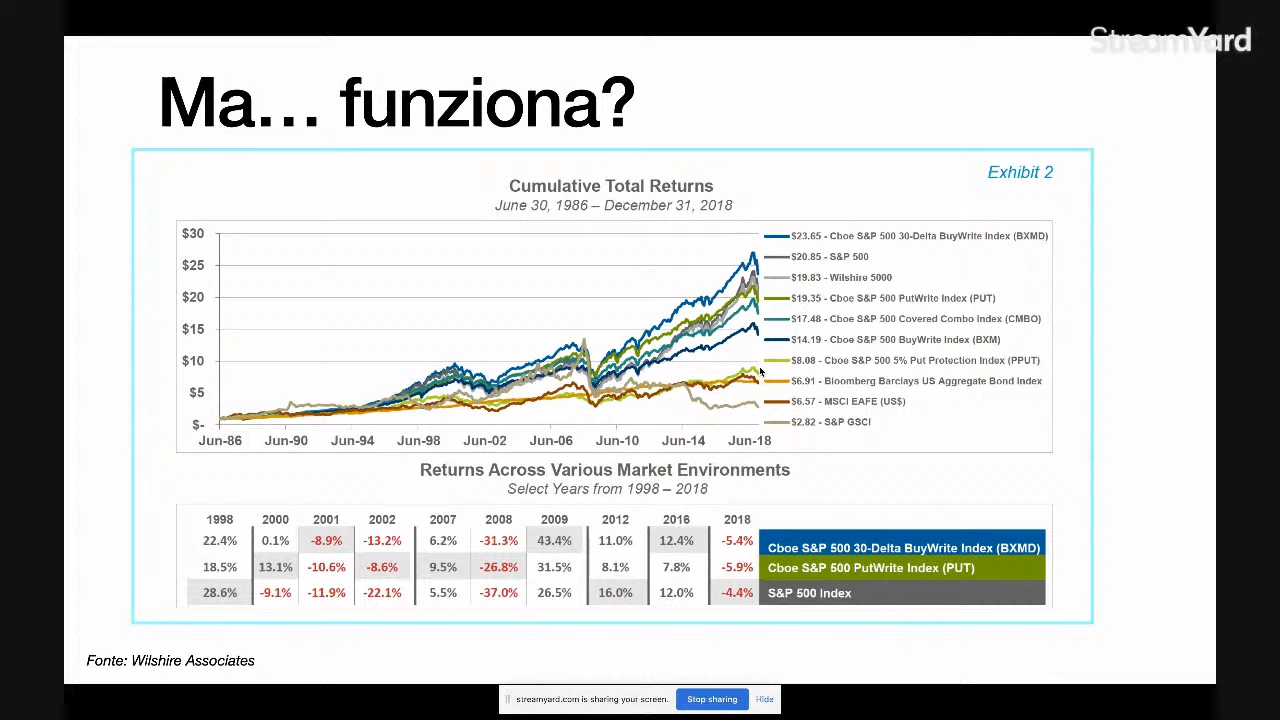 StreamYard
Ma... funziona?
Exhibit 2
Cumulative Total Returns
June 30, 1986 – December 31, 2018
$30
$25
$20
$15
$10
$5
$-
Jun-86 Jun-90 Jun-94 Jun-98 Jun-02 Jun-06 Jun-10 Jun-14 Jun-18
$23.65 - Cboe S&P 500 30-Delta BuyWrite Index (BXMD)
$20.85 - S&P 500
$19.83 - Wilshire 5000
$19.35 - Cboe S&P 500 PutWrite Index (PUT)
$17.48 - Cboe S&P 500 Covered Combo Index (CMBO)
$14.19 - Cboe S&P 500 BuyWrite Index (BXM)
$8.08 - Cboe S&P 500 5% Put Protection Index (PPUT)
$6.91 - Bloomberg Barclays US Aggregate Bond Index
$6.57 - MSCI EAFE (US$)
$2.82 - S&P GSCI
Returns Across Various Market Environments
Select Years from 1998 – 2018
1998 2000 2001 2002 2007 2008 2009 2012 2016 2018
22.4% 0.1% -8.9% -13.2% 6.2% -31.3% 43.4% 11.0% 12.4% -5.4% Cboe S&P 500 30-Delta BuyWrite Index (BXMD)
18.5% 13.1% -10.6% -8.6% 9.5% -26.8% 31.5% 8.1% 7.8% -5.9% Cboe S&P 500 PutWrite Index (PUT)
28.6% -9.1% -11.9% -22.1% 5.5% -37.0% 26.5% 16.0% 12.0% -4.4% S&P 500 Index
Fonte: Wilshire Associates
streamyard.com is sharing your screen. Stop sharing Hide